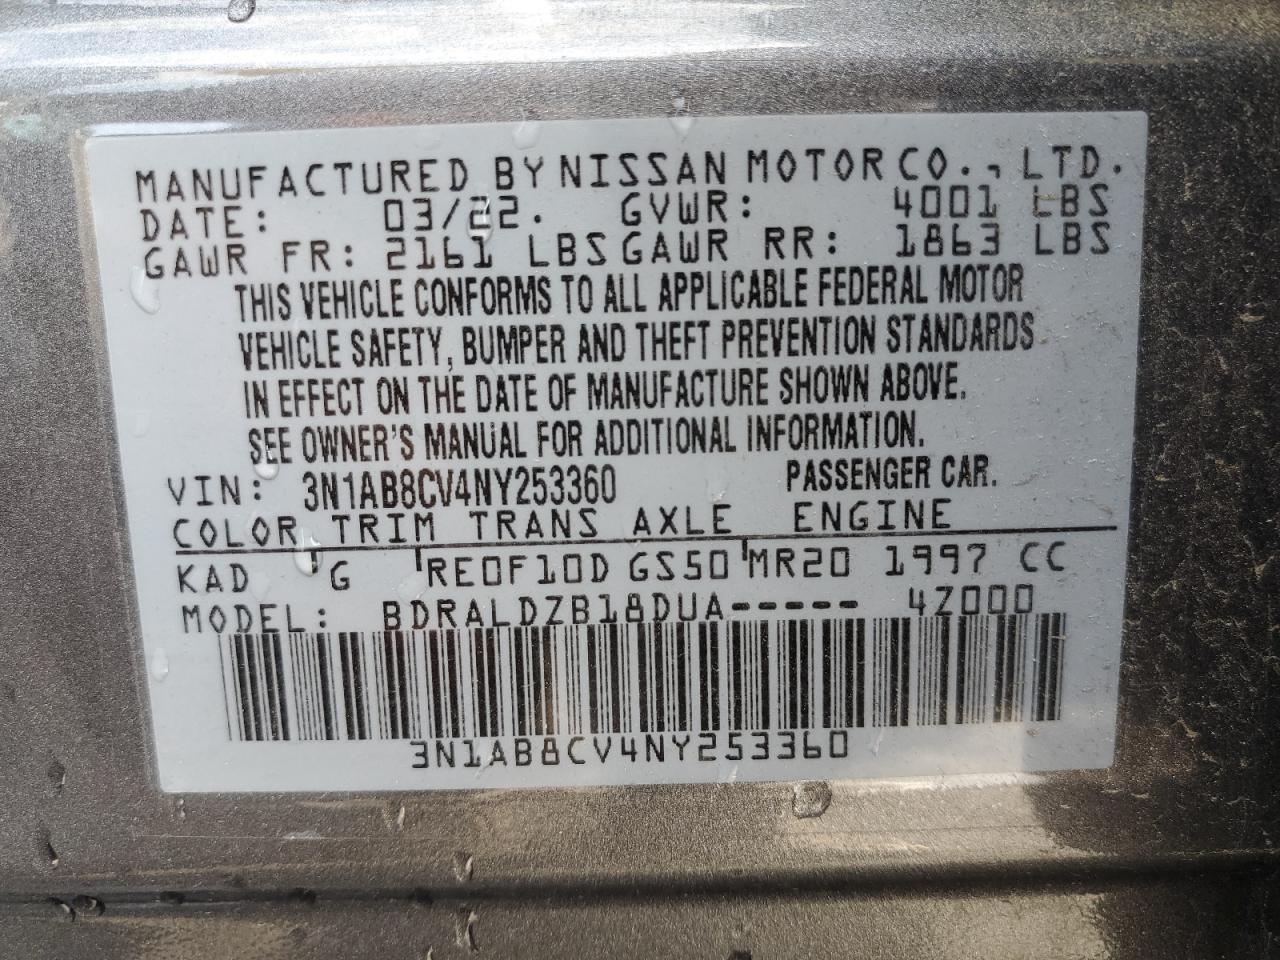 MANUFACTURED BY NISSAN MOTOR CO., LTD.
DATE: 03/22. GVWR: 4001 LBS
GAWR FR: 2161 LBS GAWR RR: 1863 LBS
THIS VEHICLE CONFORMS TO ALL APPLICABLE FEDERAL MOTOR
VEHICLE SAFETY, BUMPER AND THEFT PREVENTION STANDARDS
IN EFFECT ON THE DATE OF MANUFACTURE SHOWN ABOVE.
SEE OWNER'S MANUAL FOR ADDITIONAL INFORMATION.
VIN: 3N1AB8CV4NY253360 PASSENGER CAR.
COLOR TRIM TRANS AXLE ENGINE
KAD G RE0F10D GS50 MR20 1997 CC
MODEL: BDRALDZB18DUA----- 4Z000
3N1AB8CV4NY253360